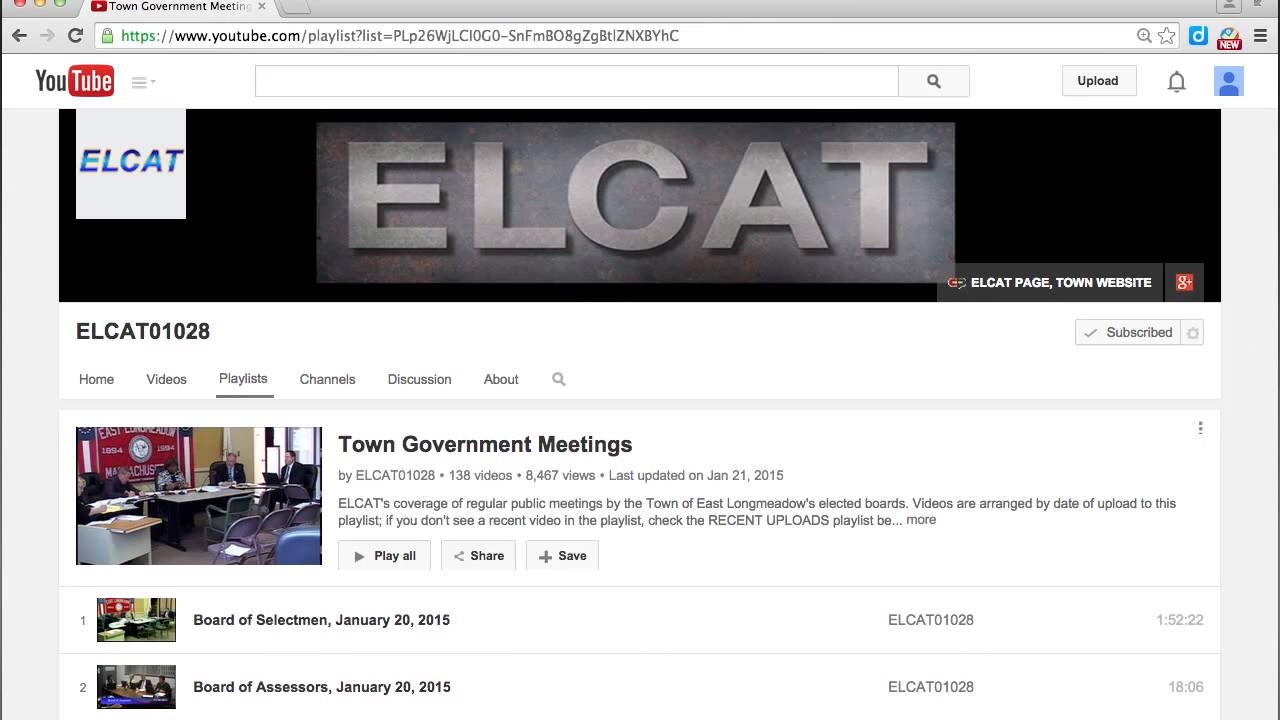 Town Government Meeting
https://www.youtube.com/playlist?list=PLp26WjLCI0G0-SnFmBO8gZgBtlZNXBYhC
NEW
YouTube
Upload
ELCAT
ELCAT
ELCAT PAGE, TOWN WEBSITE
g+
ELCAT01028
Subscribed
Home Videos Playlists Channels Discussion About
EAST LONGMEADOW
1894 1994
MASSACHUSETTS
Town Government Meetings
by ELCAT01028 • 138 videos • 8,467 views • Last updated on Jan 21, 2015
ELCAT's coverage of regular public meetings by the Town of East Longmeadow's elected boards. Videos are arranged by date of upload to this
playlist; if you don't see a recent video in the playlist, check the RECENT UPLOADS playlist be... more
Play all Share Save
1 Board of Selectmen, January 20, 2015 ELCAT01028 1:52:22
2 Board of Assessors, January 20, 2015 ELCAT01028 18:06